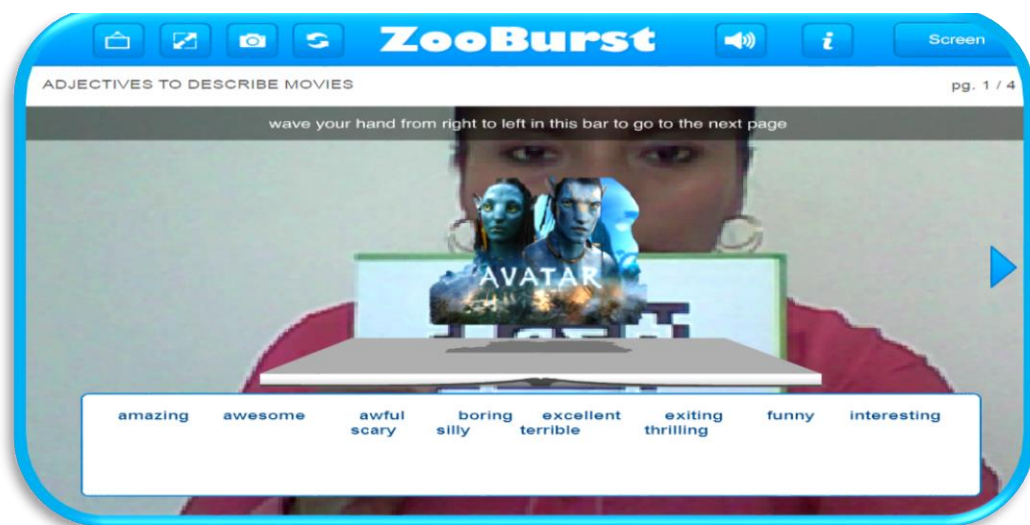 ZooBurst
Screen
ADJECTIVES TO DESCRIBE MOVIES
pg. 1 / 4
wave your hand from right to left in this bar to go to the next page
AVATAR
amazing awesome awful boring excellent exiting funny interesting
scary silly terrible thrilling